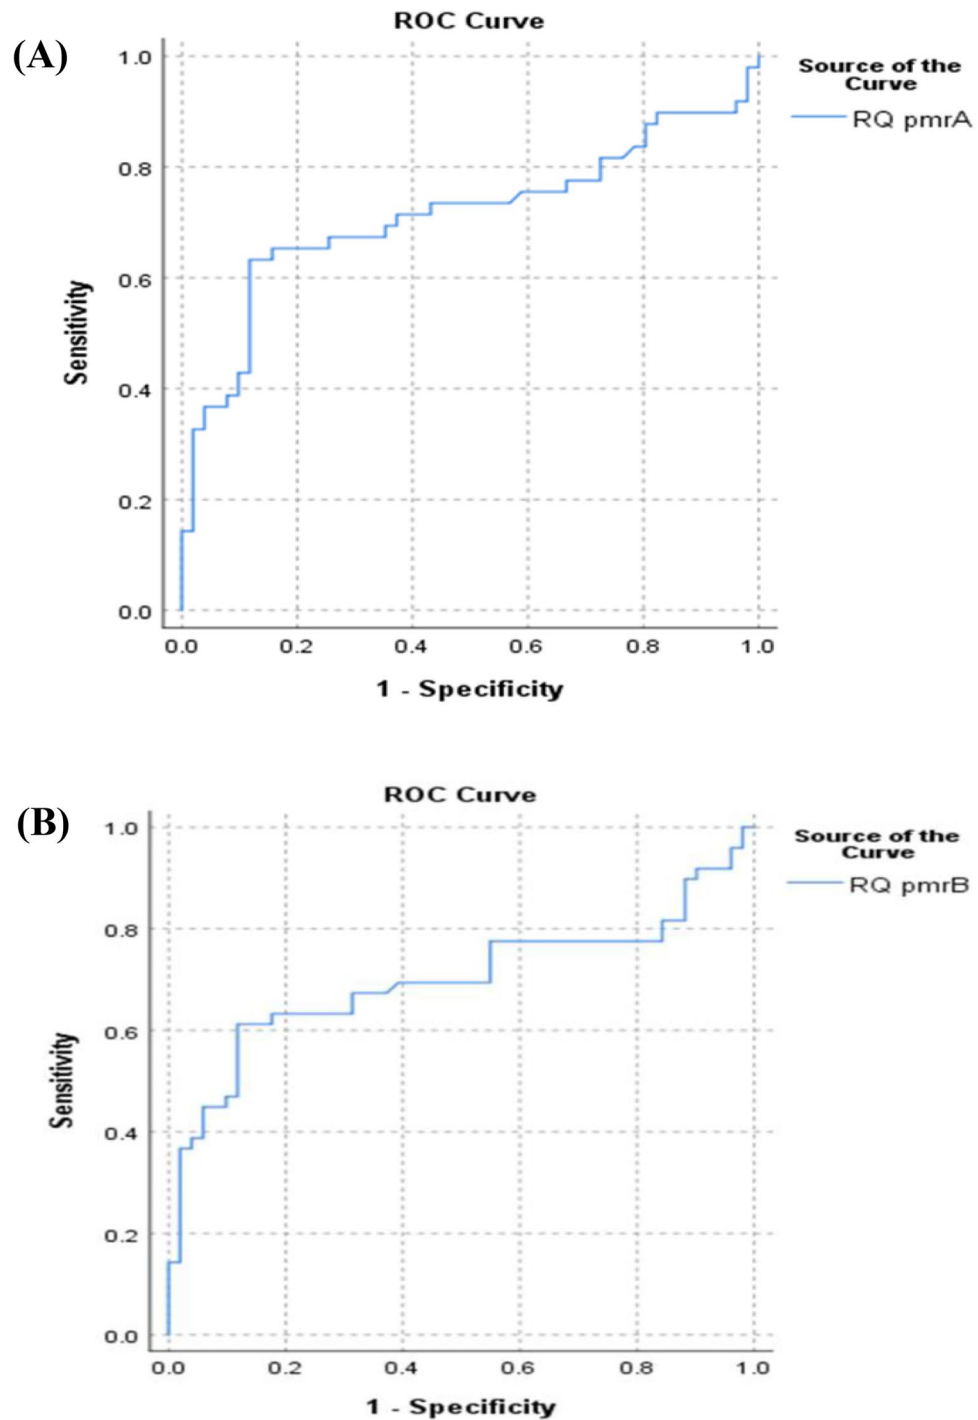 (A)
ROC Curve
Source of the
Curve
RQ pmrA
Sensitivity
1.0
0.8
0.6
0.4
0.2
0.0
0.0 0.2 0.4 0.6 0.8 1.0
1 - Specificity
(B)
ROC Curve
Source of the
Curve
RQ pmrB
Sensitivity
1.0
0.8
0.6
0.4
0.2
0.0
0.0 0.2 0.4 0.6 0.8 1.0
1 - Specificity